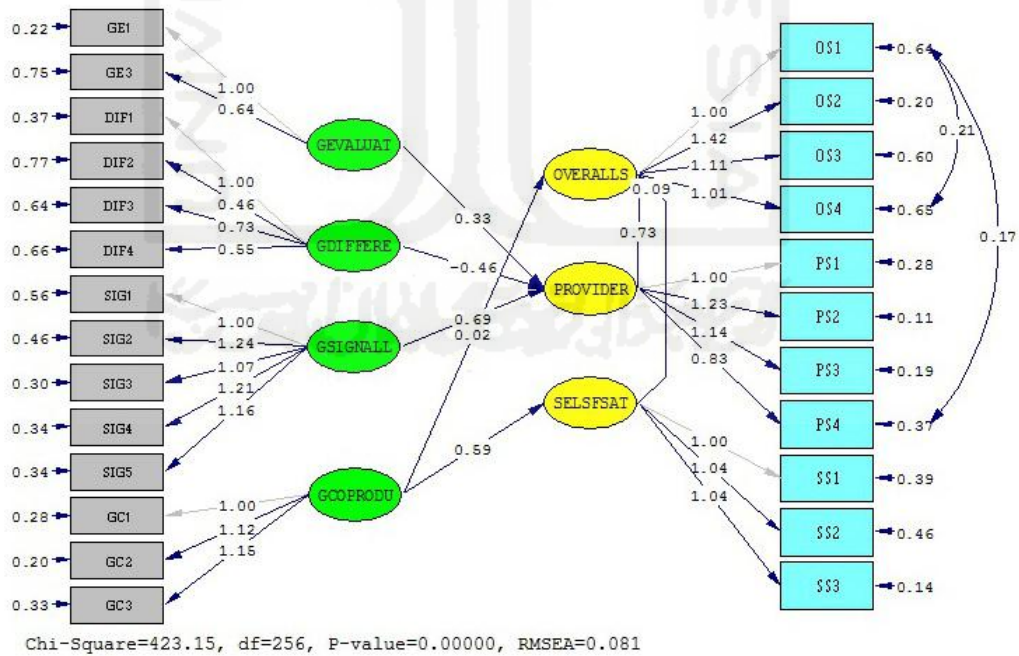 0.22
GE1
0.75
GE3
0.37
DIF1
0.77
DIF2
0.64
DIF3
0.66
DIF4
0.56
SIG1
0.46
SIG2
0.30
SIG3
0.34
SIG4
0.34
SIG5
0.28
GC1
0.20
GC2
0.33
GC3
1.00
0.64
1.00
0.46
0.73
0.55
1.00
1.24
1.07
1.21
1.16
1.00
1.12
1.15
GEVALUAT
GDIFFERE
GSIGNALL
GCOPRODU
0.33
-0.46
0.69
0.02
0.59
OVERALLS
PROVIDER
SELSFSAT
0.09
0.73
1.00
1.42
1.11
1.01
1.00
1.23
1.14
0.83
1.00
1.04
1.04
OS1
0.64
OS2
0.20
OS3
0.60
OS4
0.65
PS1
0.28
PS2
0.11
PS3
0.19
PS4
0.37
SS1
0.39
SS2
0.46
SS3
0.14
0.21
0.17
Chi-Square=423.15, df=256, P-value=0.00000, RMSEA=0.081